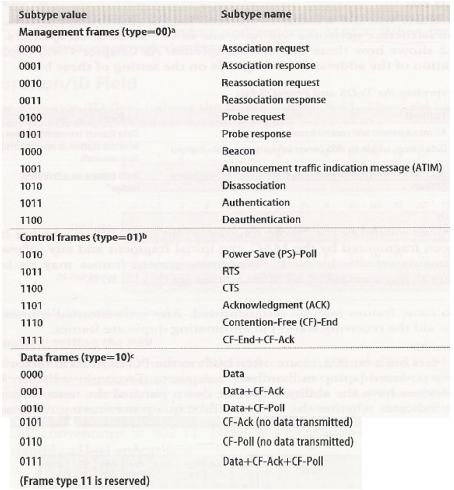 Subtype value Subtype name
Management frames (type=00)a
0000 Association request
0001 Association response
0010 Reassociation request
0011 Reassociation response
0100 Probe request
0101 Probe response
1000 Beacon
1001 Announcement traffic indication message (ATIM)
1010 Disassociation
1011 Authentication
1100 Deauthentication
Control frames (type=01)b
1010 Power Save (PS)-Poll
1011 RTS
1100 CTS
1101 Acknowledgment (ACK)
1110 Contention-Free (CF)-End
1111 CF-End+CF-Ack
Data frames (type=10)c
0000 Data
0001 Data+CF-Ack
0010 Data+CF-Poll
0101 CF-Ack (no data transmitted)
0110 CF-Poll (no data transmitted)
0111 Data+CF-Ack+CF-Poll
(Frame type 11 is reserved)